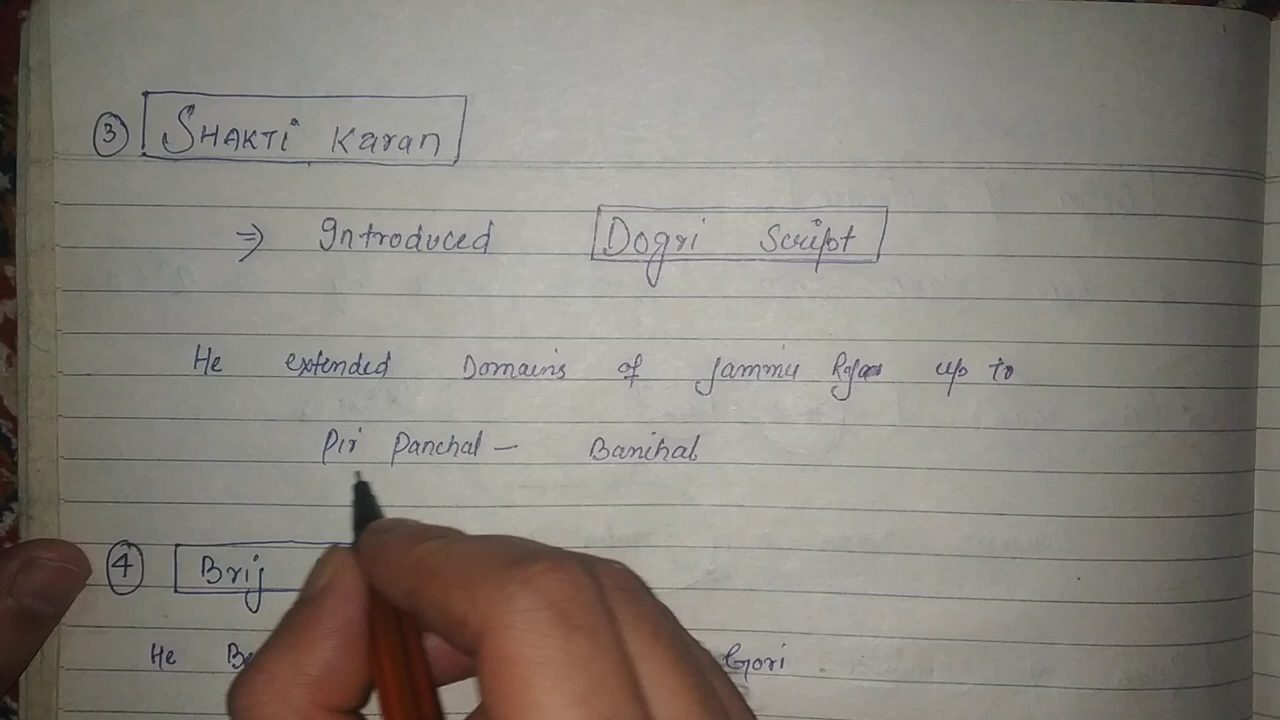 ③ SHAKTi Karan
⇒ Introduced Dogri Script
He extended Domains of Jammu Rajas up to
Pir Panchal — Banihal
④ Brij
He Gori